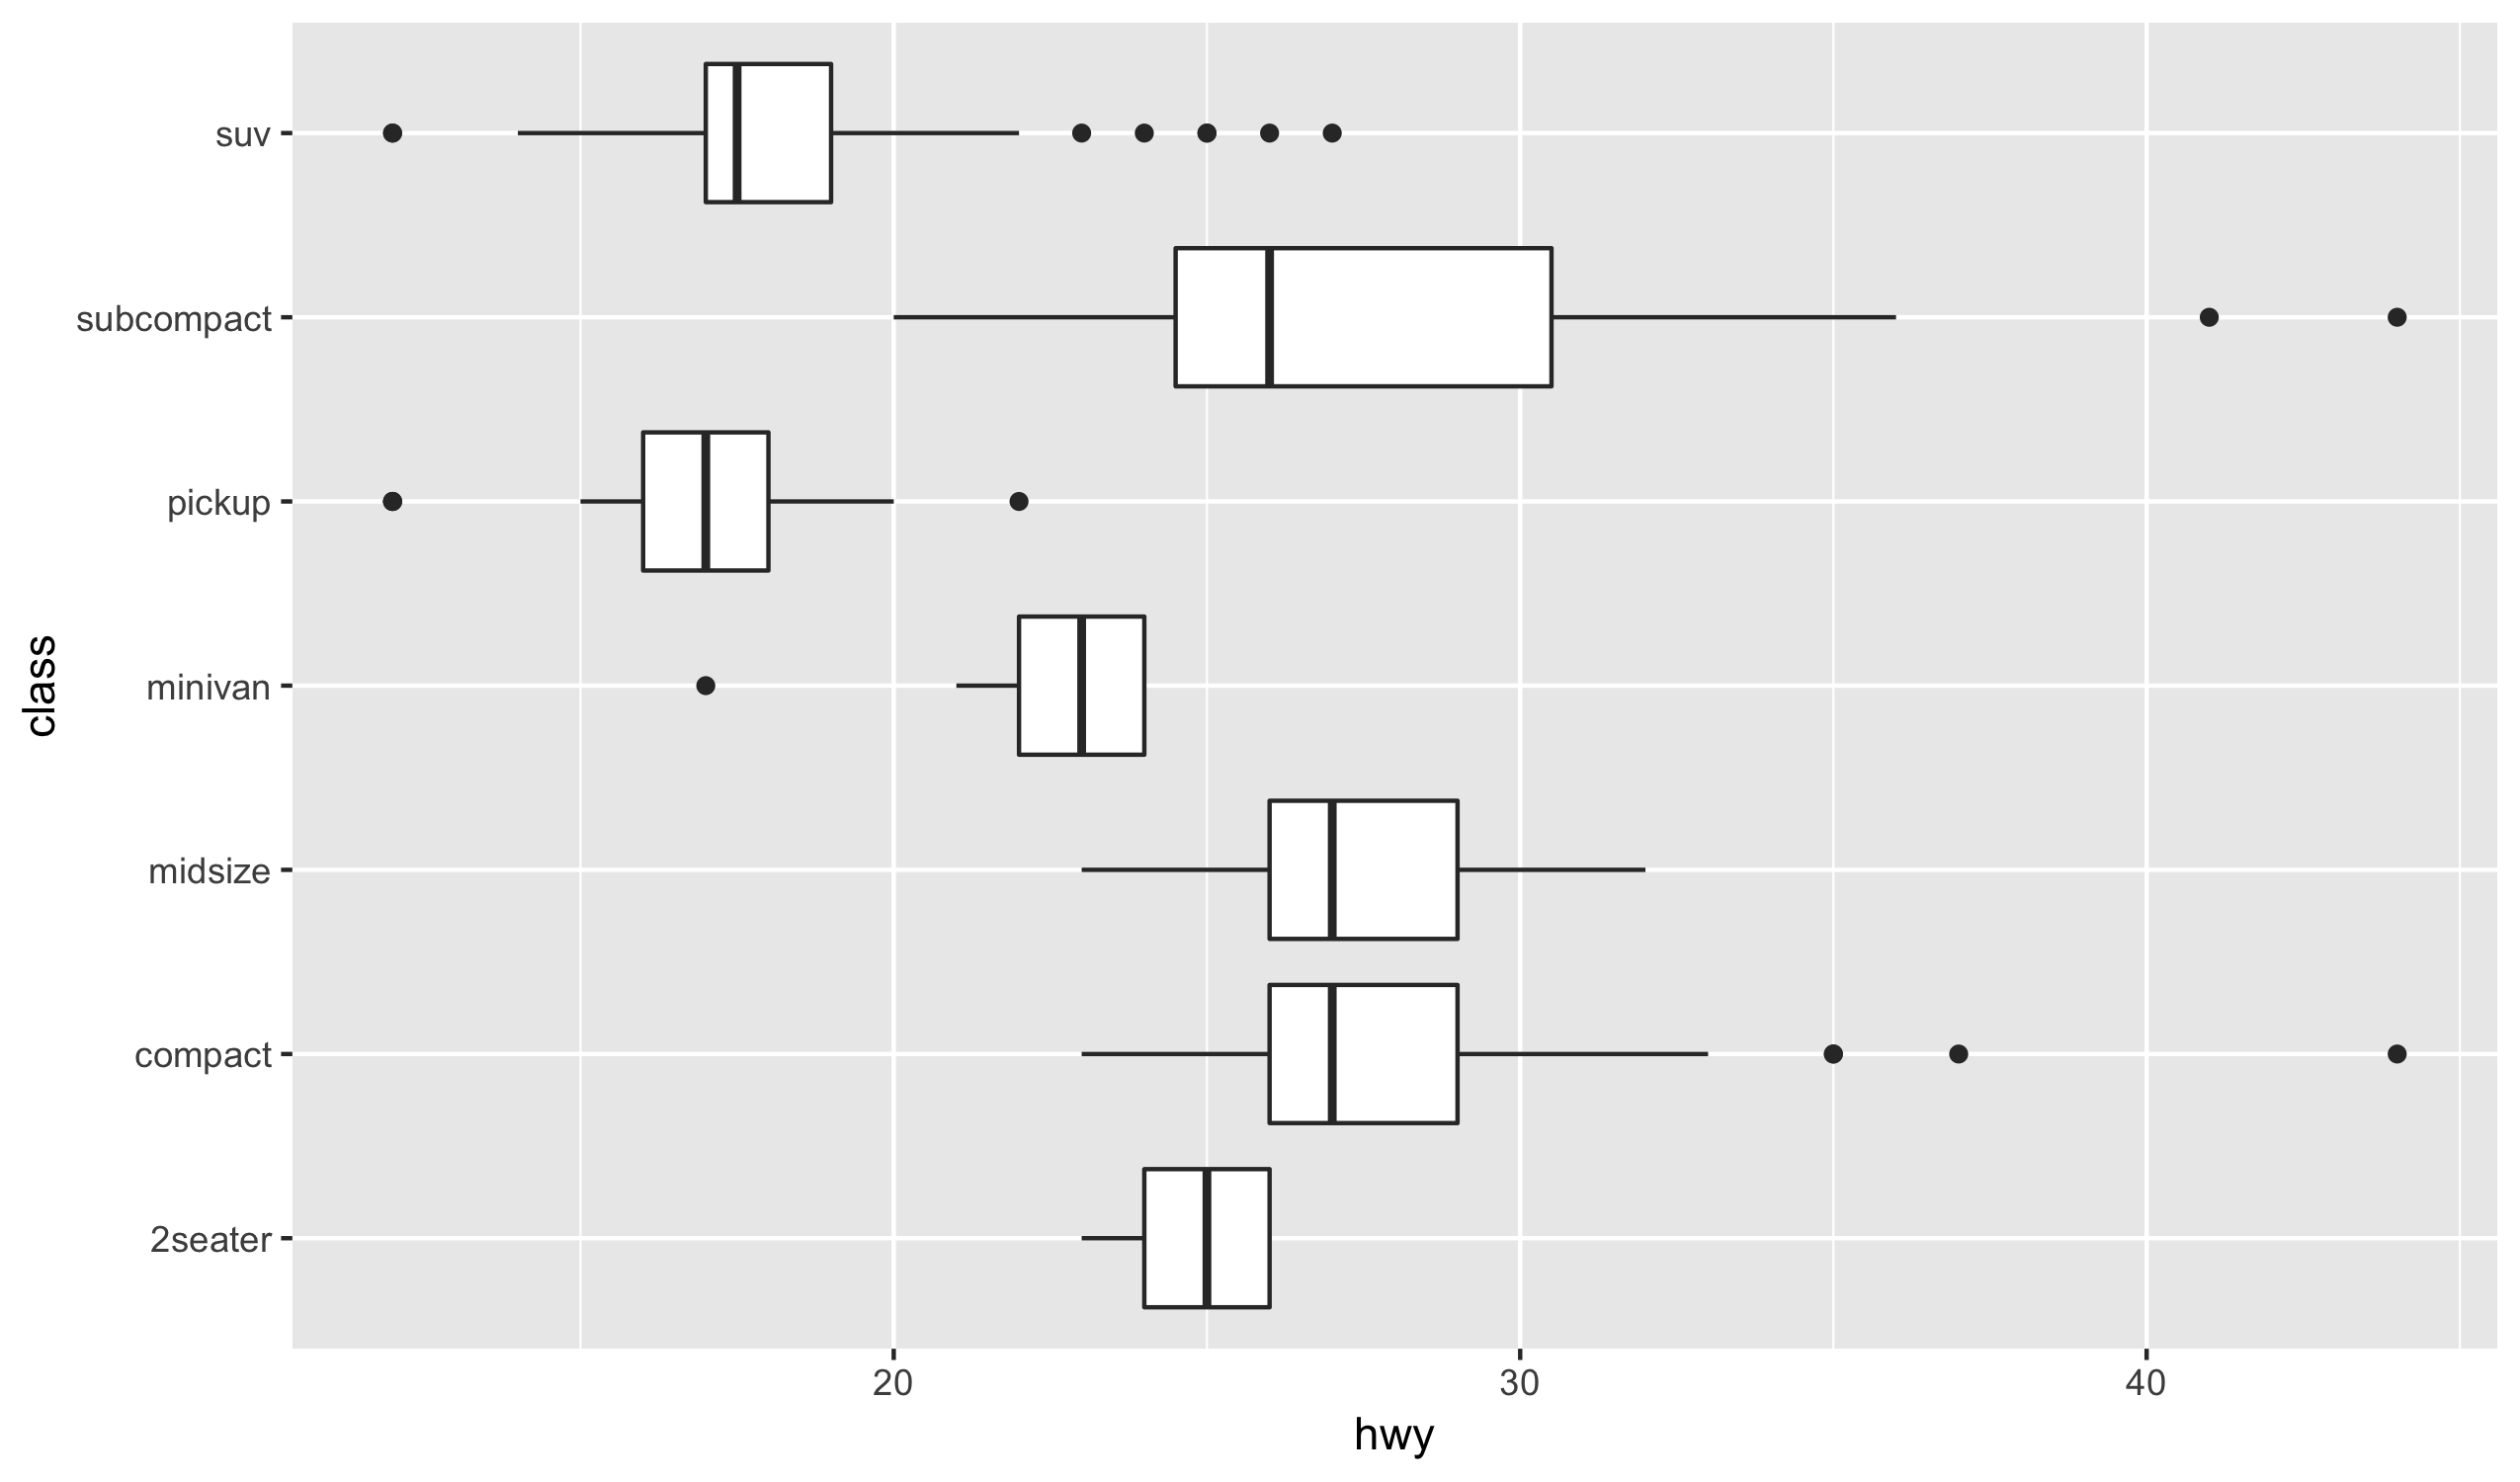 suv
subcompact
pickup
minivan
midsize
compact
2seater
class
20 30 40
hwy